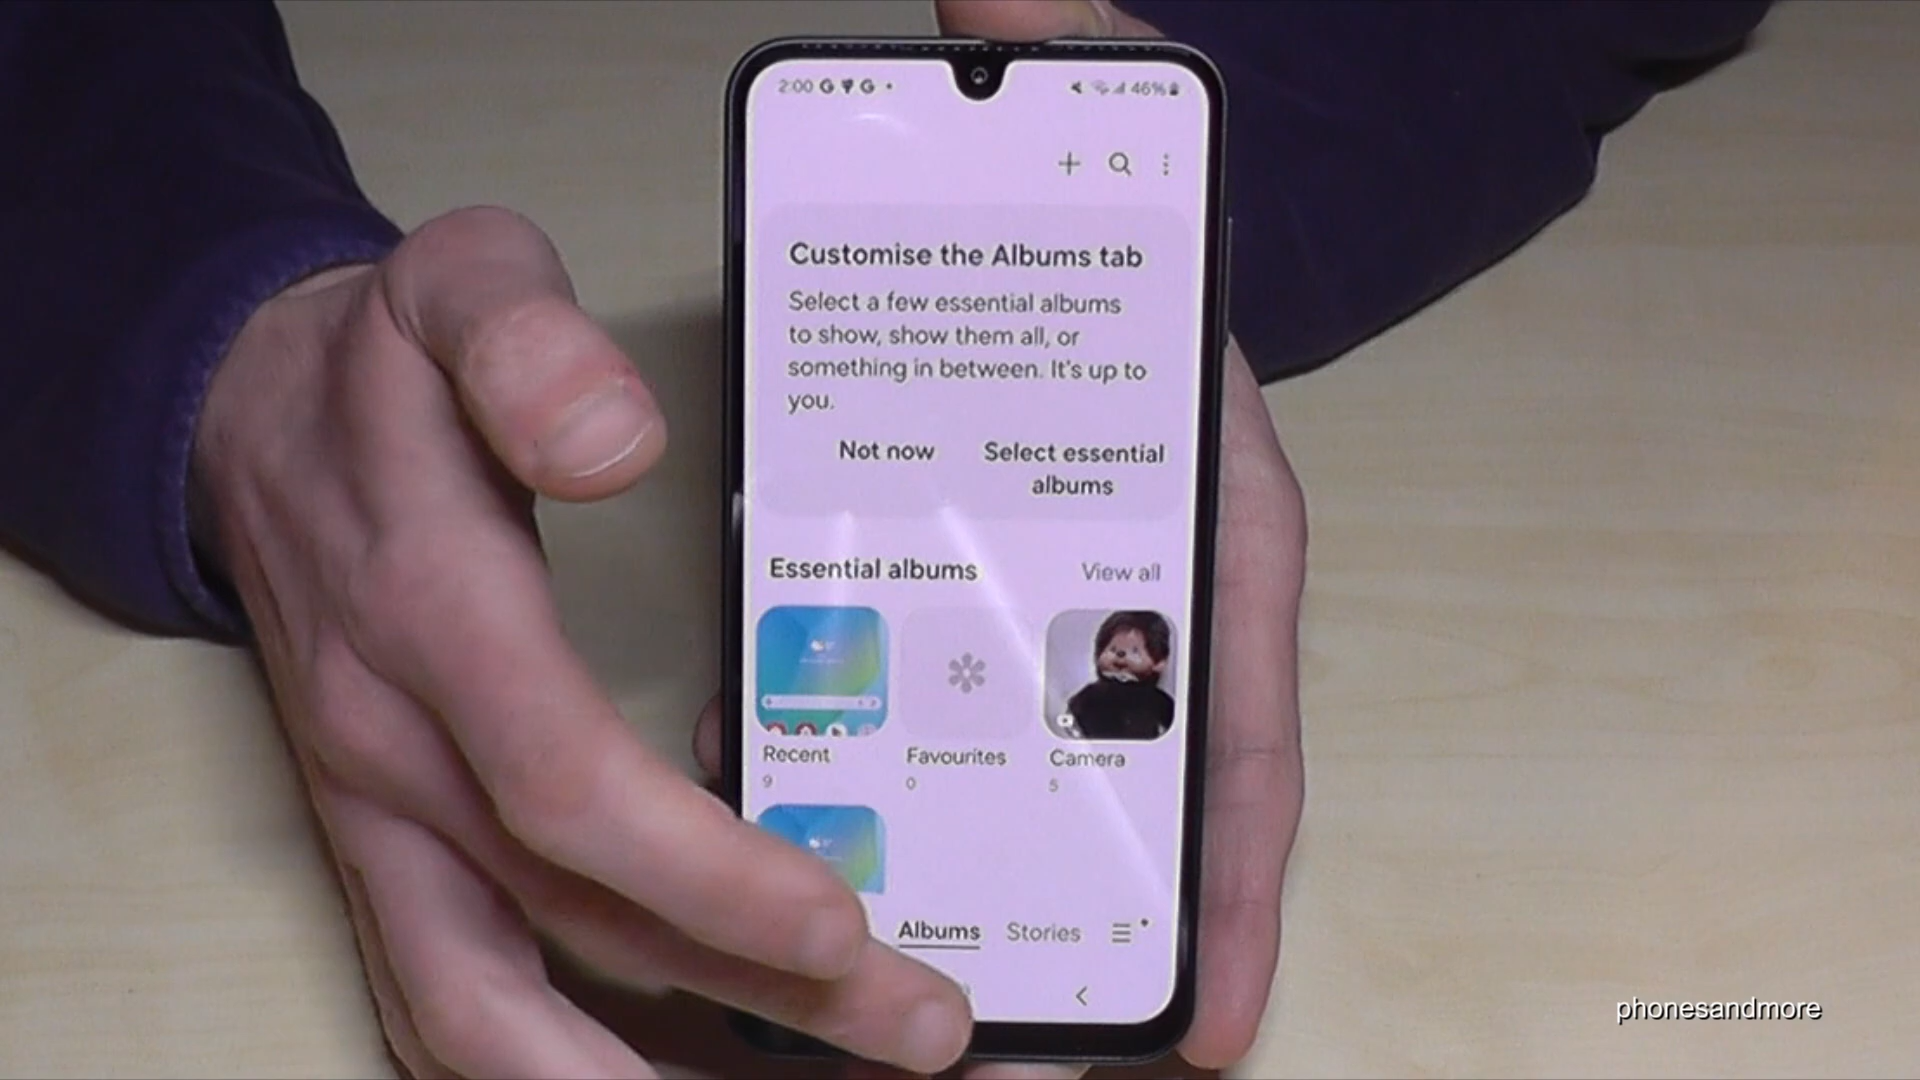 2:00 G G
46%
Customise the Albums tab
Select a few essential albums
to show, show them all, or
something in between. It's up to
you.
Not now
Select essential
albums
Essential albums
View all
Recent
Favourites
Camera
9
0
5
Albums
Stories
phonesandmore